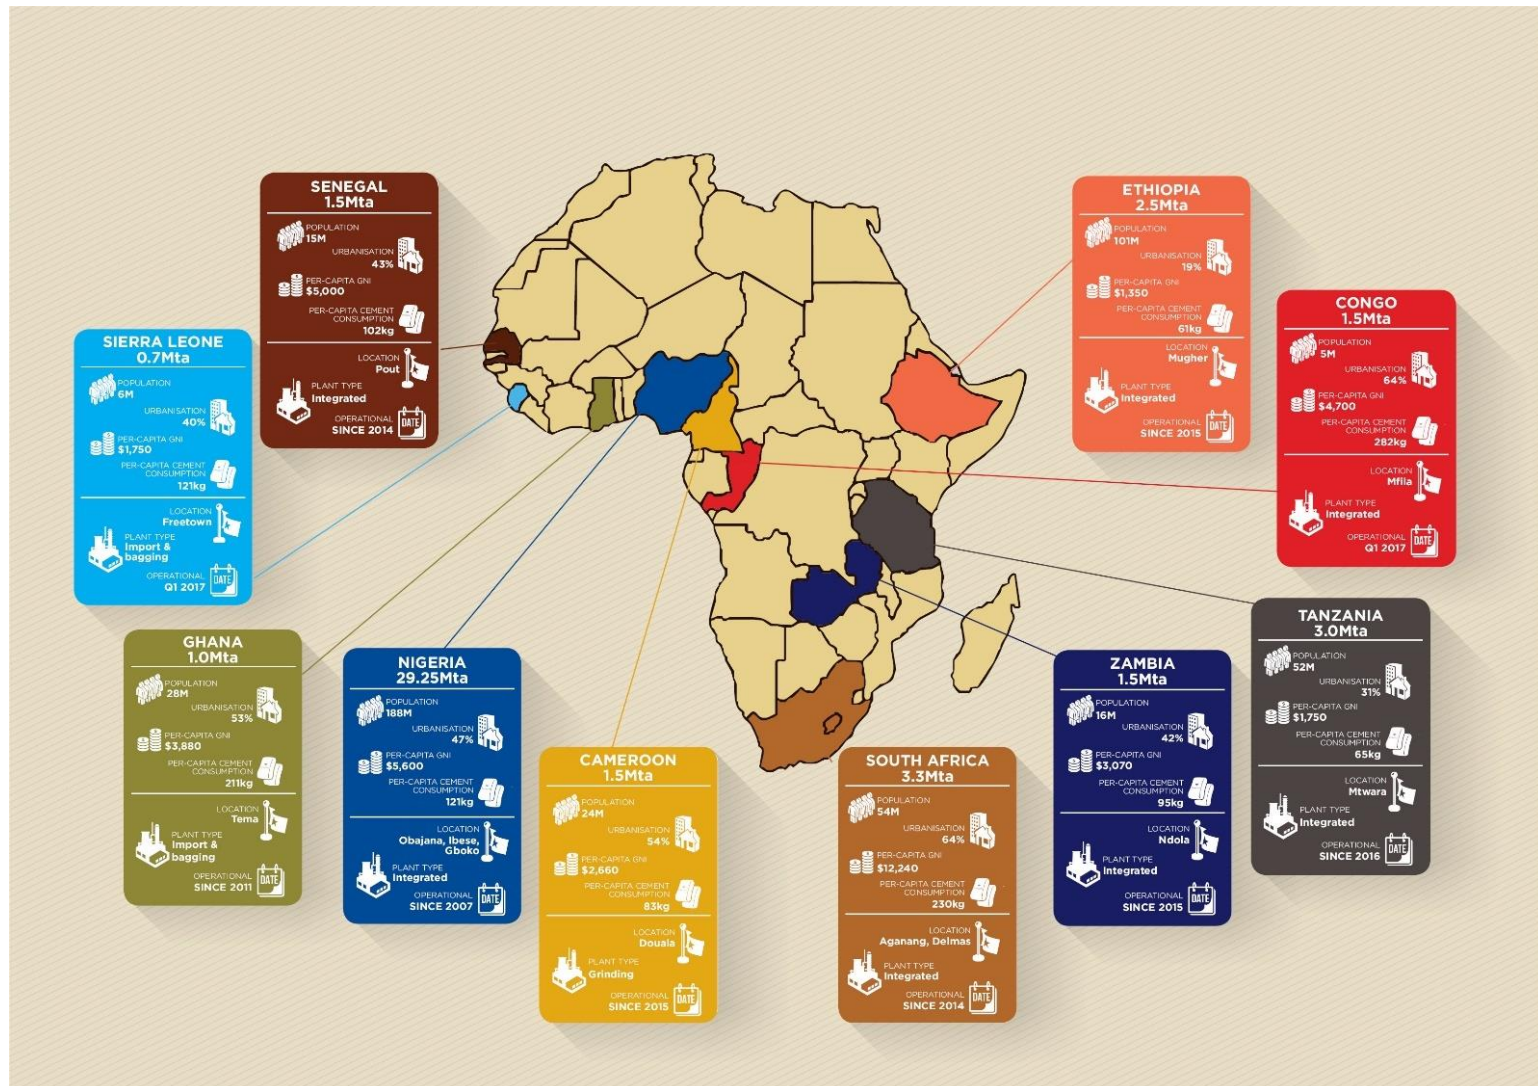 SENEGAL
1.5Mta
POPULATION
15M
URBANISATION
43%
PER-CAPITA GNI
$5,000
PER-CAPITA CEMENT
CONSUMPTION
102kg
LOCATION
Pout
PLANT TYPE
Integrated
OPERATIONAL
SINCE 2014
DATE
ETHIOPIA
2.5Mta
POPULATION
101M
URBANISATION
19%
PER-CAPITA GNI
$1,350
PER-CAPITA CEMENT
CONSUMPTION
61kg
LOCATION
Mugher
PLANT TYPE
Integrated
OPERATIONAL
SINCE 2015
DATE
CONGO
1.5Mta
POPULATION
5M
URBANISATION
64%
PER-CAPITA GNI
$4,700
PER-CAPITA CEMENT
CONSUMPTION
282kg
LOCATION
Mfila
PLANT TYPE
Integrated
OPERATIONAL
Q1 2017
DATE
SIERRA LEONE
0.7Mta
POPULATION
6M
URBANISATION
40%
PER-CAPITA GNI
$1,750
PER-CAPITA CEMENT
CONSUMPTION
121kg
LOCATION
Freetown
PLANT TYPE
Import &
bagging
OPERATIONAL
Q1 2017
DATE
GHANA
1.0Mta
POPULATION
28M
URBANISATION
53%
PER-CAPITA GNI
$3,880
PER-CAPITA CEMENT
CONSUMPTION
211kg
LOCATION
Tema
PLANT TYPE
Import &
bagging
OPERATIONAL
SINCE 2011
DATE
NIGERIA
29.25Mta
POPULATION
188M
URBANISATION
47%
PER-CAPITA GNI
$5,600
PER-CAPITA CEMENT
CONSUMPTION
121kg
LOCATION
Obajana, Ibese,
Gboko
PLANT TYPE
Integrated
OPERATIONAL
SINCE 2007
DATE
CAMEROON
1.5Mta
POPULATION
24M
URBANISATION
54%
PER-CAPITA GNI
$2,660
PER-CAPITA CEMENT
CONSUMPTION
83kg
LOCATION
Douala
PLANT TYPE
Grinding
OPERATIONAL
SINCE 2015
DATE
SOUTH AFRICA
3.3Mta
POPULATION
54M
URBANISATION
64%
PER-CAPITA GNI
$12,240
PER-CAPITA CEMENT
CONSUMPTION
230kg
LOCATION
Aganang, Delmas
PLANT TYPE
Integrated
OPERATIONAL
SINCE 2014
DATE
ZAMBIA
1.5Mta
POPULATION
16M
URBANISATION
42%
PER-CAPITA GNI
$3,070
PER-CAPITA CEMENT
CONSUMPTION
95kg
LOCATION
Ndola
PLANT TYPE
Integrated
OPERATIONAL
SINCE 2015
DATE
TANZANIA
3.0Mta
POPULATION
52M
URBANISATION
31%
PER-CAPITA GNI
$1,750
PER-CAPITA CEMENT
CONSUMPTION
65kg
LOCATION
Mtwara
PLANT TYPE
Integrated
OPERATIONAL
SINCE 2016
DATE